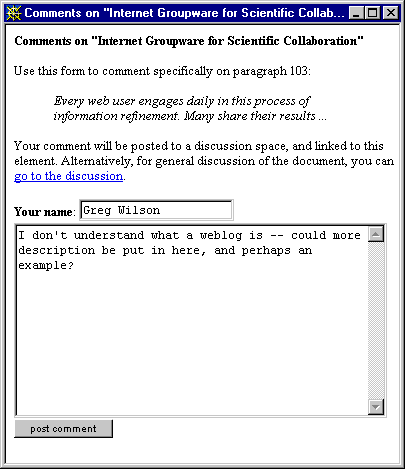 Comments on "Internet Groupware for Scientific Collab...
Comments on "Internet Groupware for Scientific Collaboration"
Use this form to comment specifically on paragraph 103:
Every web user engages daily in this process of
information refinement. Many share their results ...
Your comment will be posted to a discussion space, and linked to this
element. Alternatively, for general discussion of the document, you can
go to the discussion.
Your name: Greg Wilson
I don't understand what a weblog is -- could more
description be put in here, and perhaps an
example?
post comment